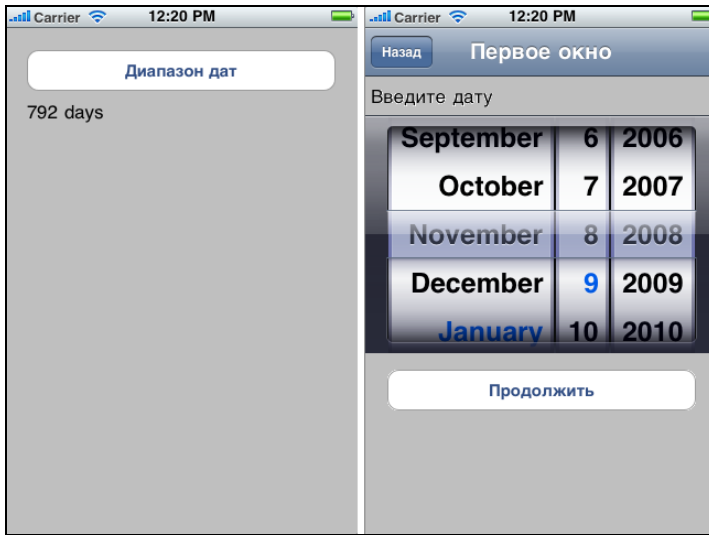 Carrier 12:20 PM
Диапазон дат
792 days
Carrier 12:20 PM
Назад Первое окно
Введите дату
September 6 2006
October 7 2007
November 8 2008
December 9 2009
January 10 2010
Продолжить